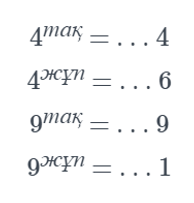 4^{тақ} = … 4
4^{жұп} = … 6
9^{тақ} = … 9
9^{жұп} = … 1